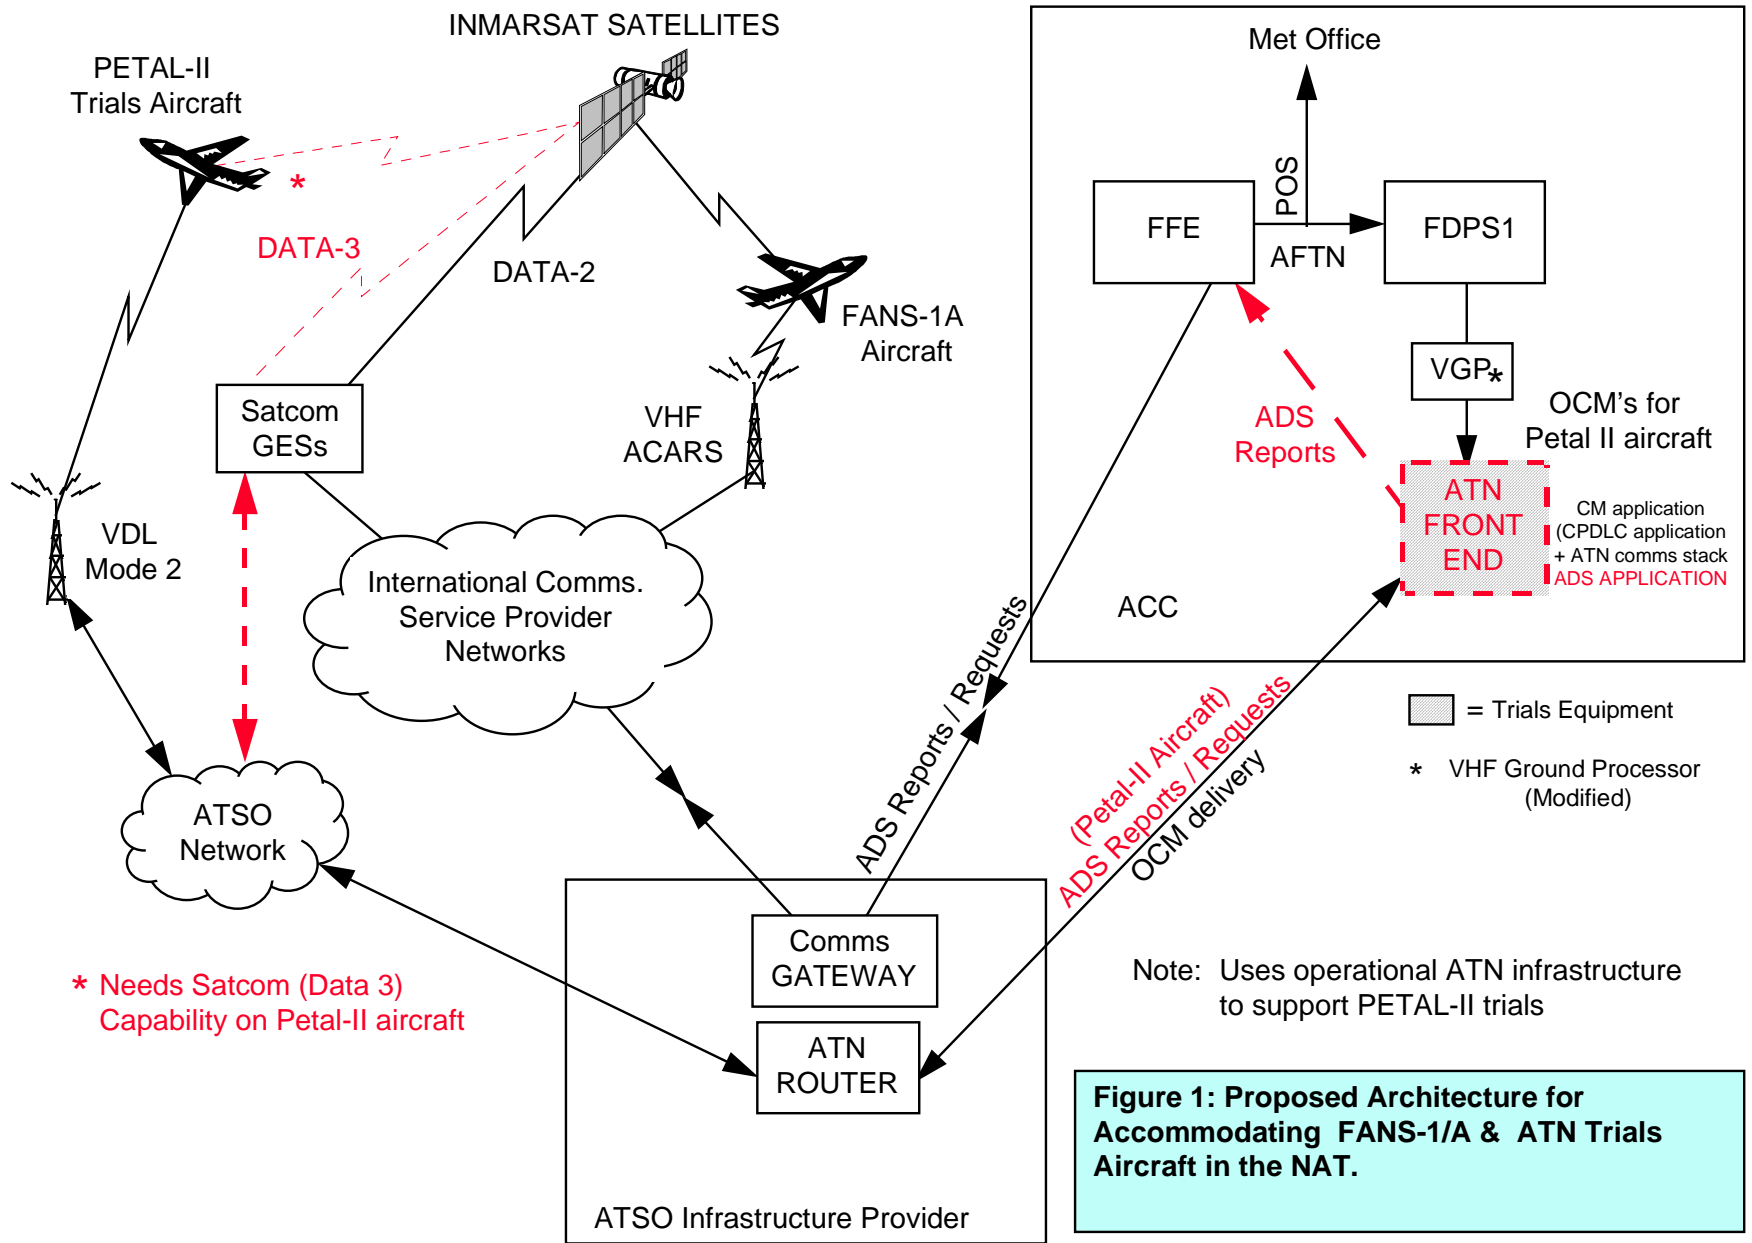 INMARSAT SATELLITES
PETAL-II
Trials Aircraft
*
DATA-3
DATA-2
FANS-1A
Aircraft
Satcom
GESs
VHF
ACARS
VDL
Mode 2
International Comms.
Service Provider
Networks
ATSO
Network
* Needs Satcom (Data 3)
Capability on Petal-II aircraft
Comms
GATEWAY
ATN
ROUTER
ATSO Infrastructure Provider
ADS Reports / Requests
(Petal-II Aircraft)
ADS Reports / Requests
OCM delivery
Met Office
POS
FFE
AFTN
FDPS1
VGP*
ADS
Reports
OCM's for
Petal II aircraft
ATN
FRONT
END
CM application
(CPDLC application
+ ATN comms stack
ADS APPLICATION
ACC
= Trials Equipment
* VHF Ground Processor
(Modified)
Note: Uses operational ATN infrastructure
to support PETAL-II trials
Figure 1: Proposed Architecture for
Accommodating FANS-1/A & ATN Trials
Aircraft in the NAT.